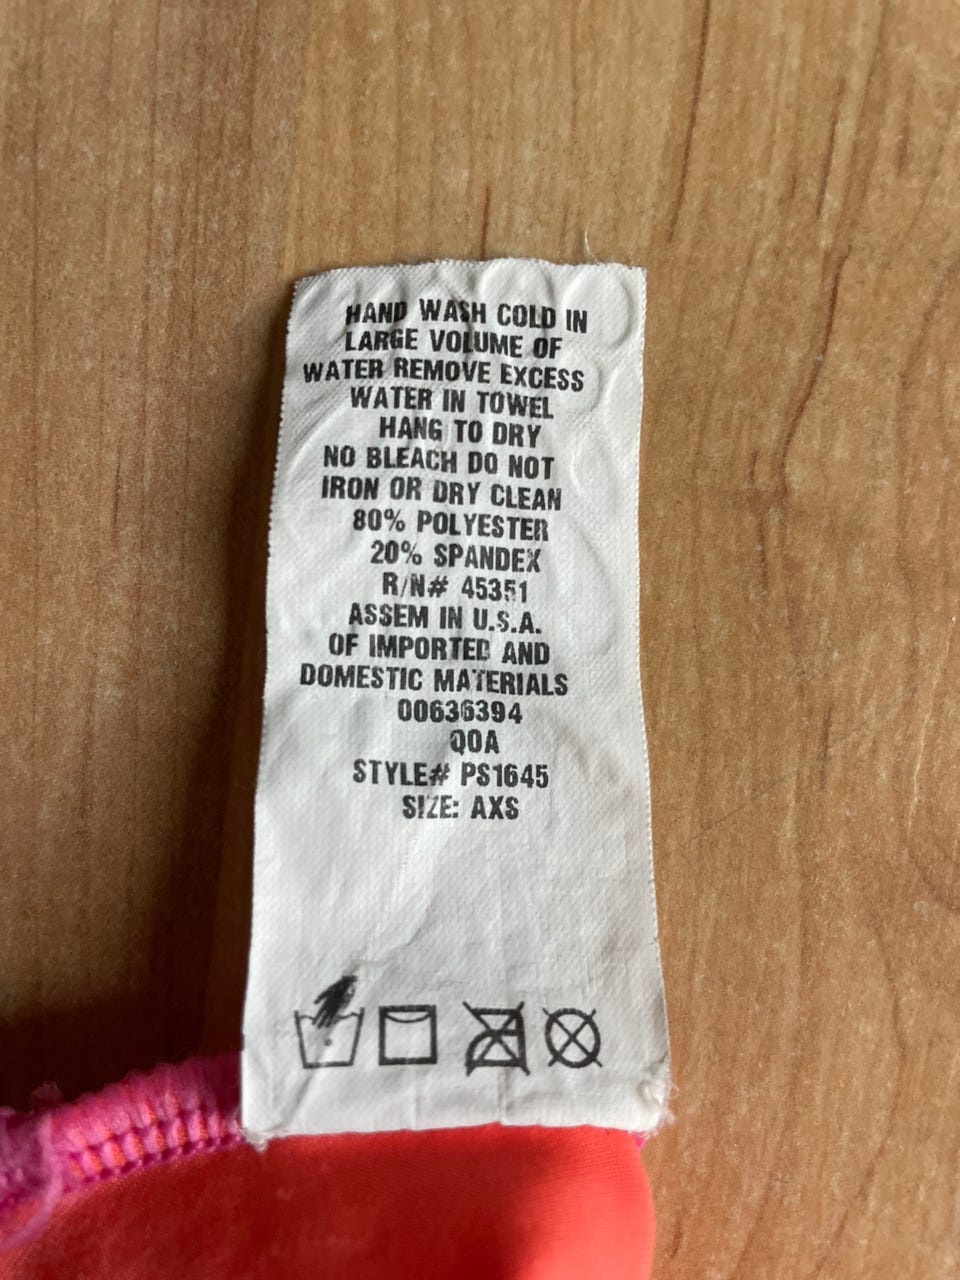 HAND WASH COLD IN
LARGE VOLUME OF
WATER REMOVE EXCESS
WATER IN TOWEL
HANG TO DRY
NO BLEACH DO NOT
IRON OR DRY CLEAN
80% POLYESTER
20% SPANDEX
R/N# 45351
ASSEM IN U.S.A.
OF IMPORTED AND
DOMESTIC MATERIALS
00636394
QOA
STYLE# PS1645
SIZE: AXS